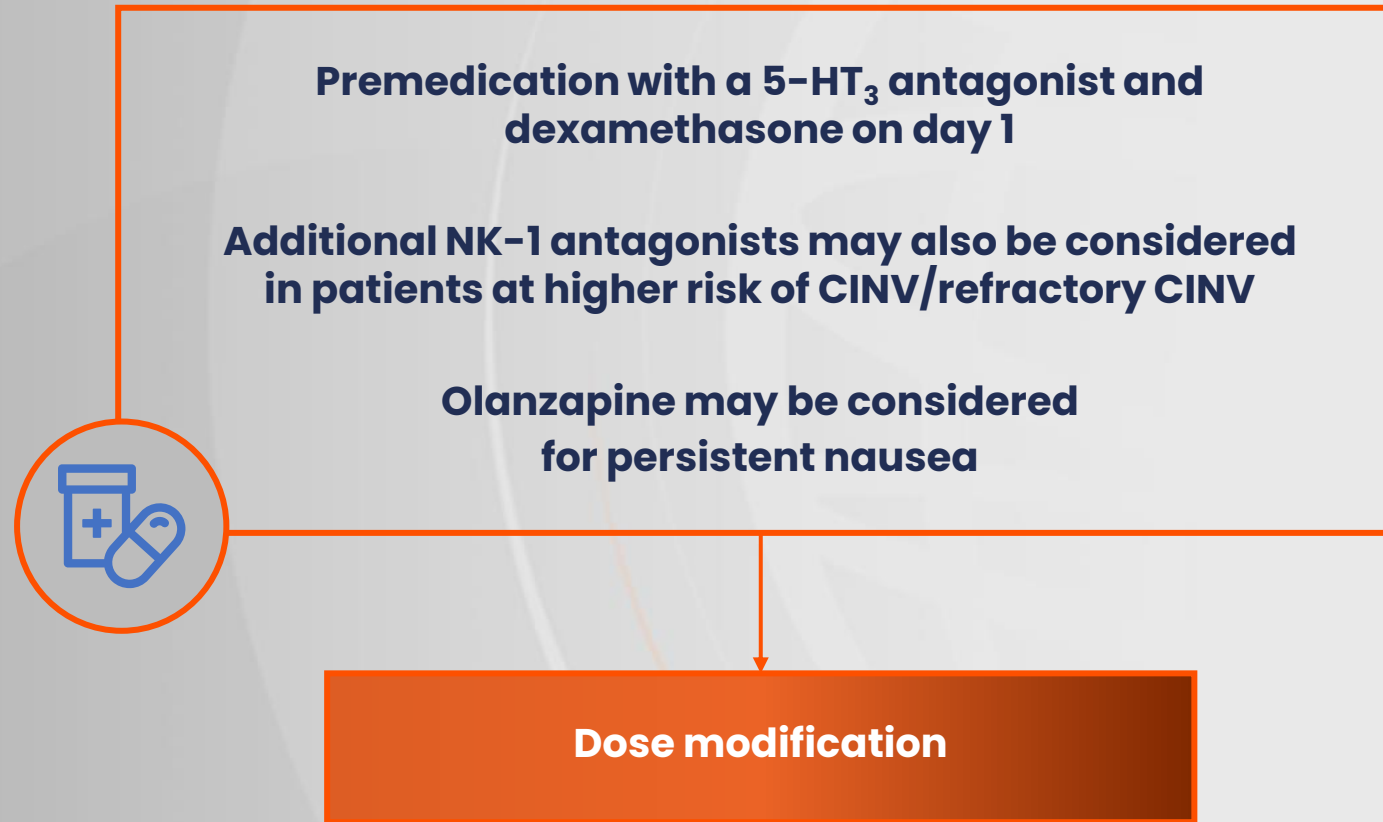 Premedication with a 5-HT₃ antagonist and
dexamethasone on day 1
Additional NK-1 antagonists may also be considered
in patients at higher risk of CINV/refractory CINV
Olanzapine may be considered
for persistent nausea
Dose modification